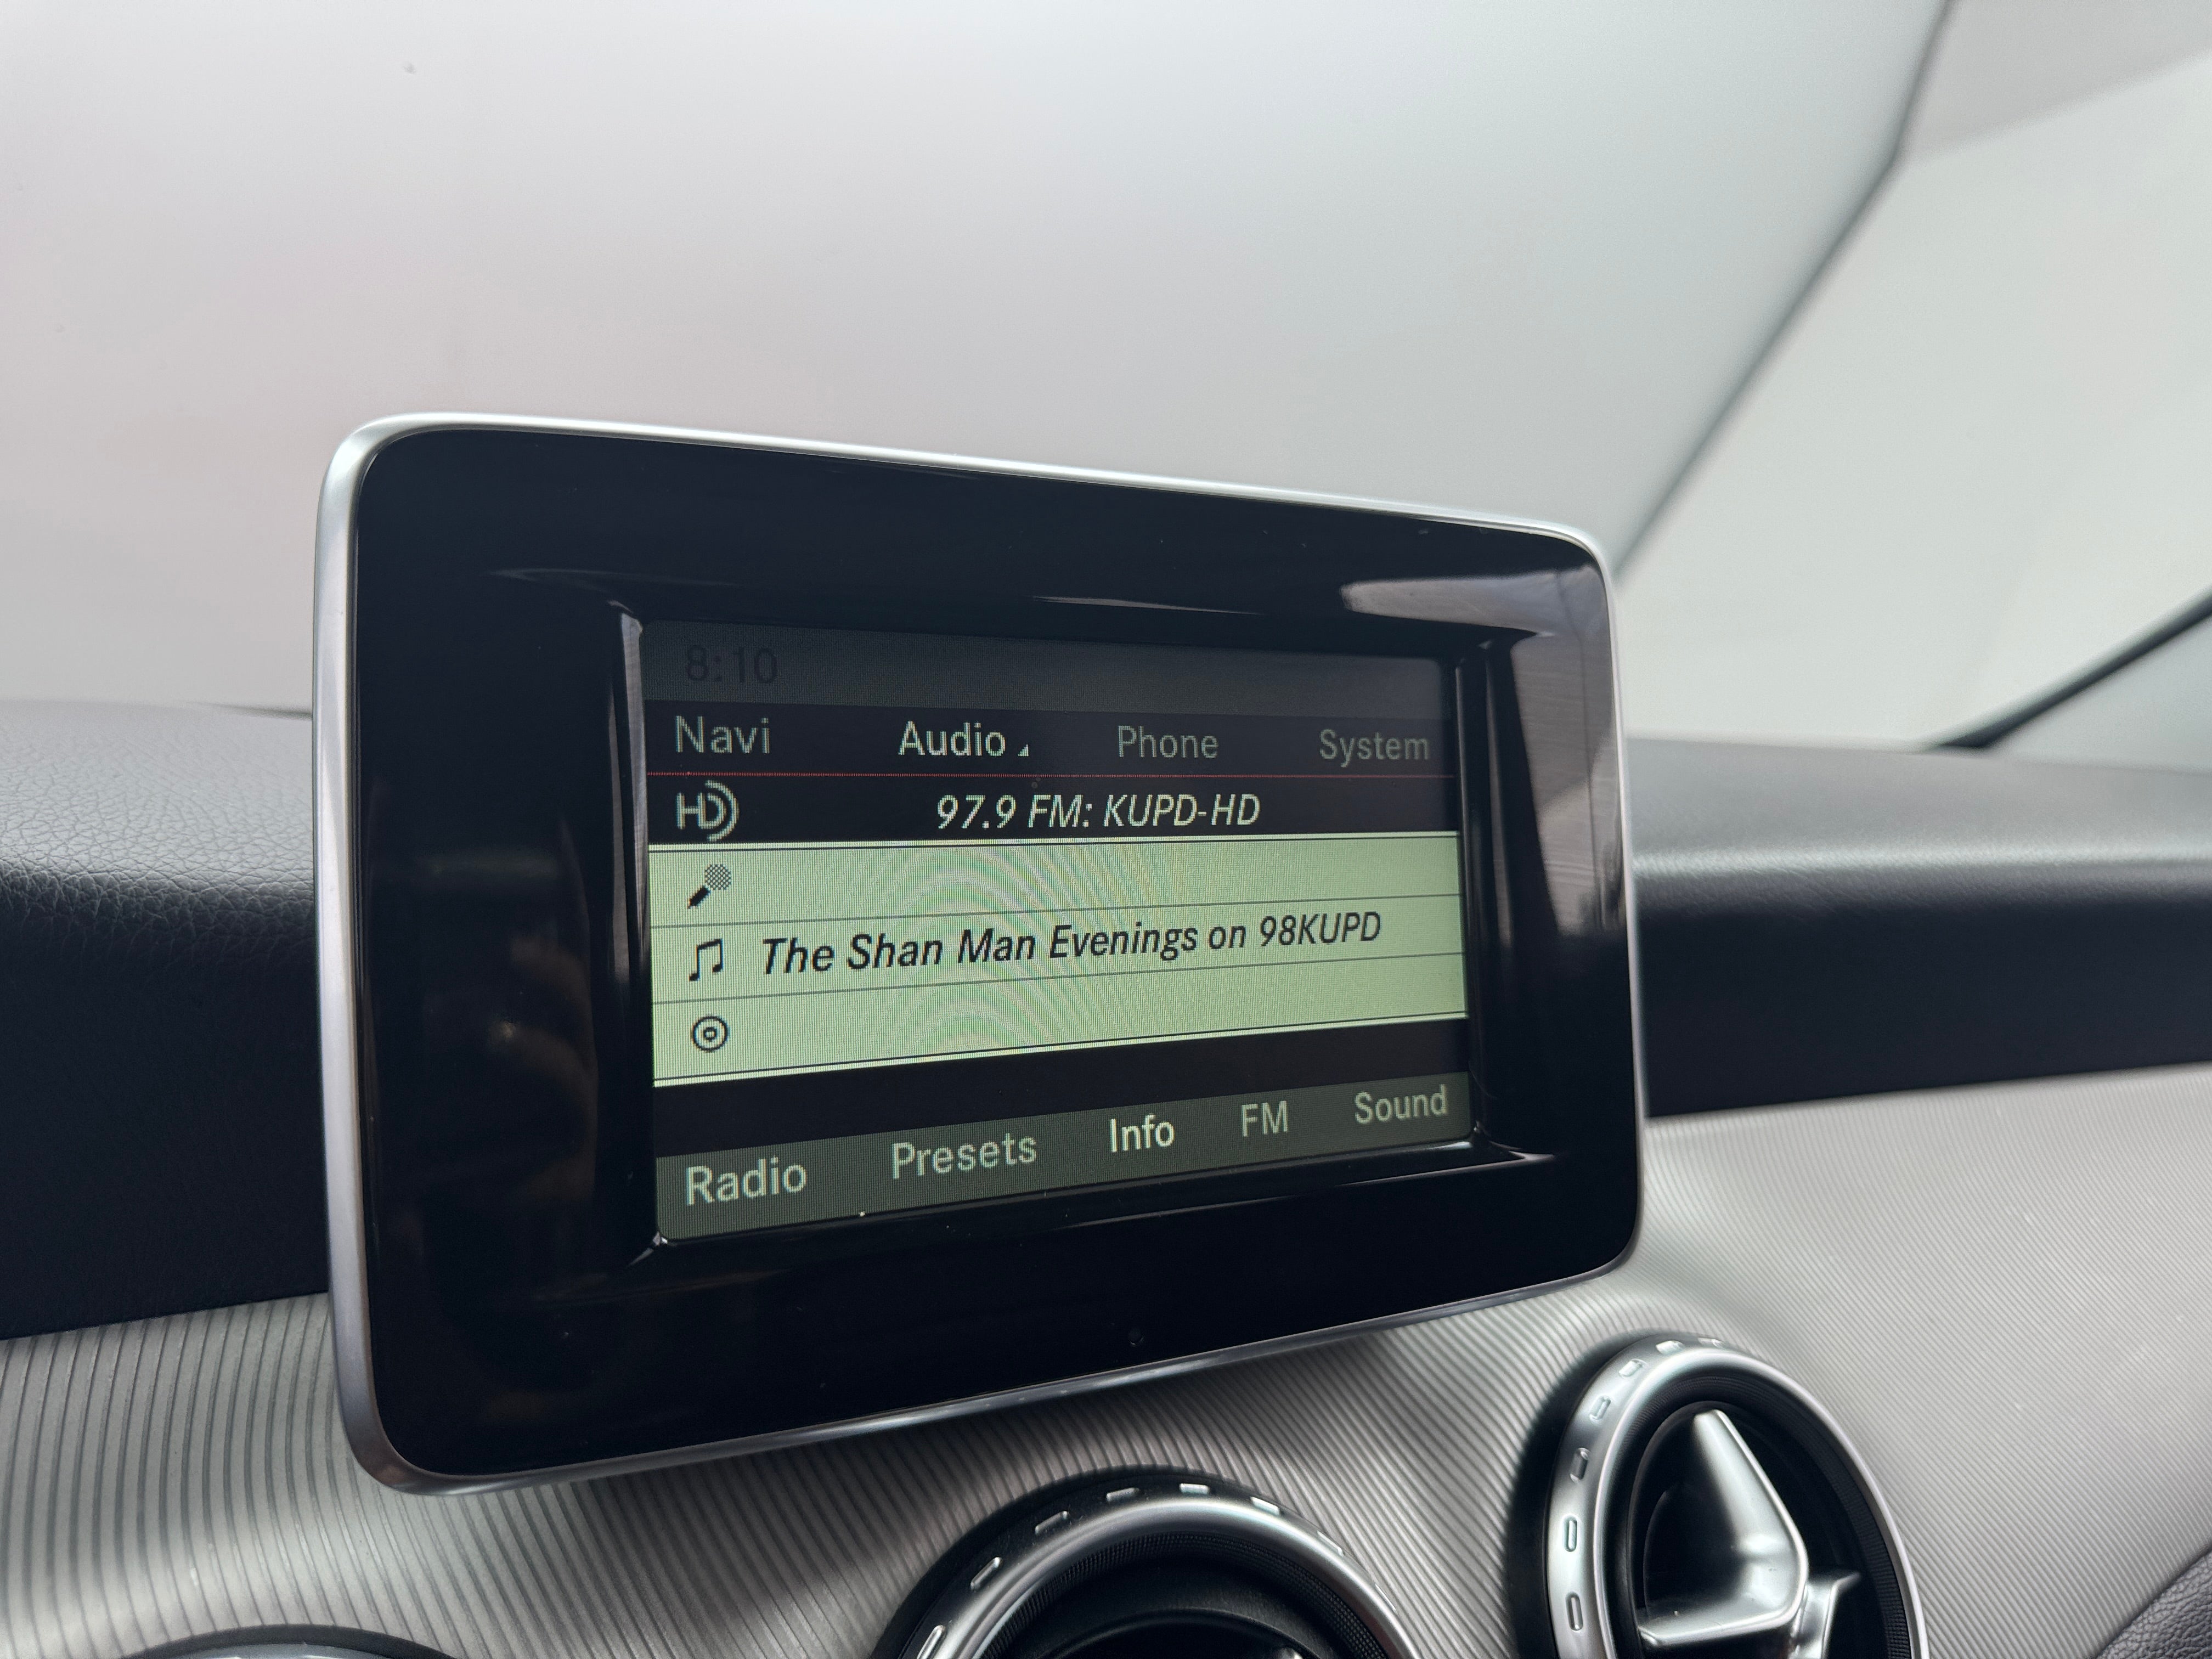 8:10
Navi Audio Phone System
HD 97.9 FM: KUPD-HD
The Shan Man Evenings on 98KUPD
Radio Presets Info FM Sound